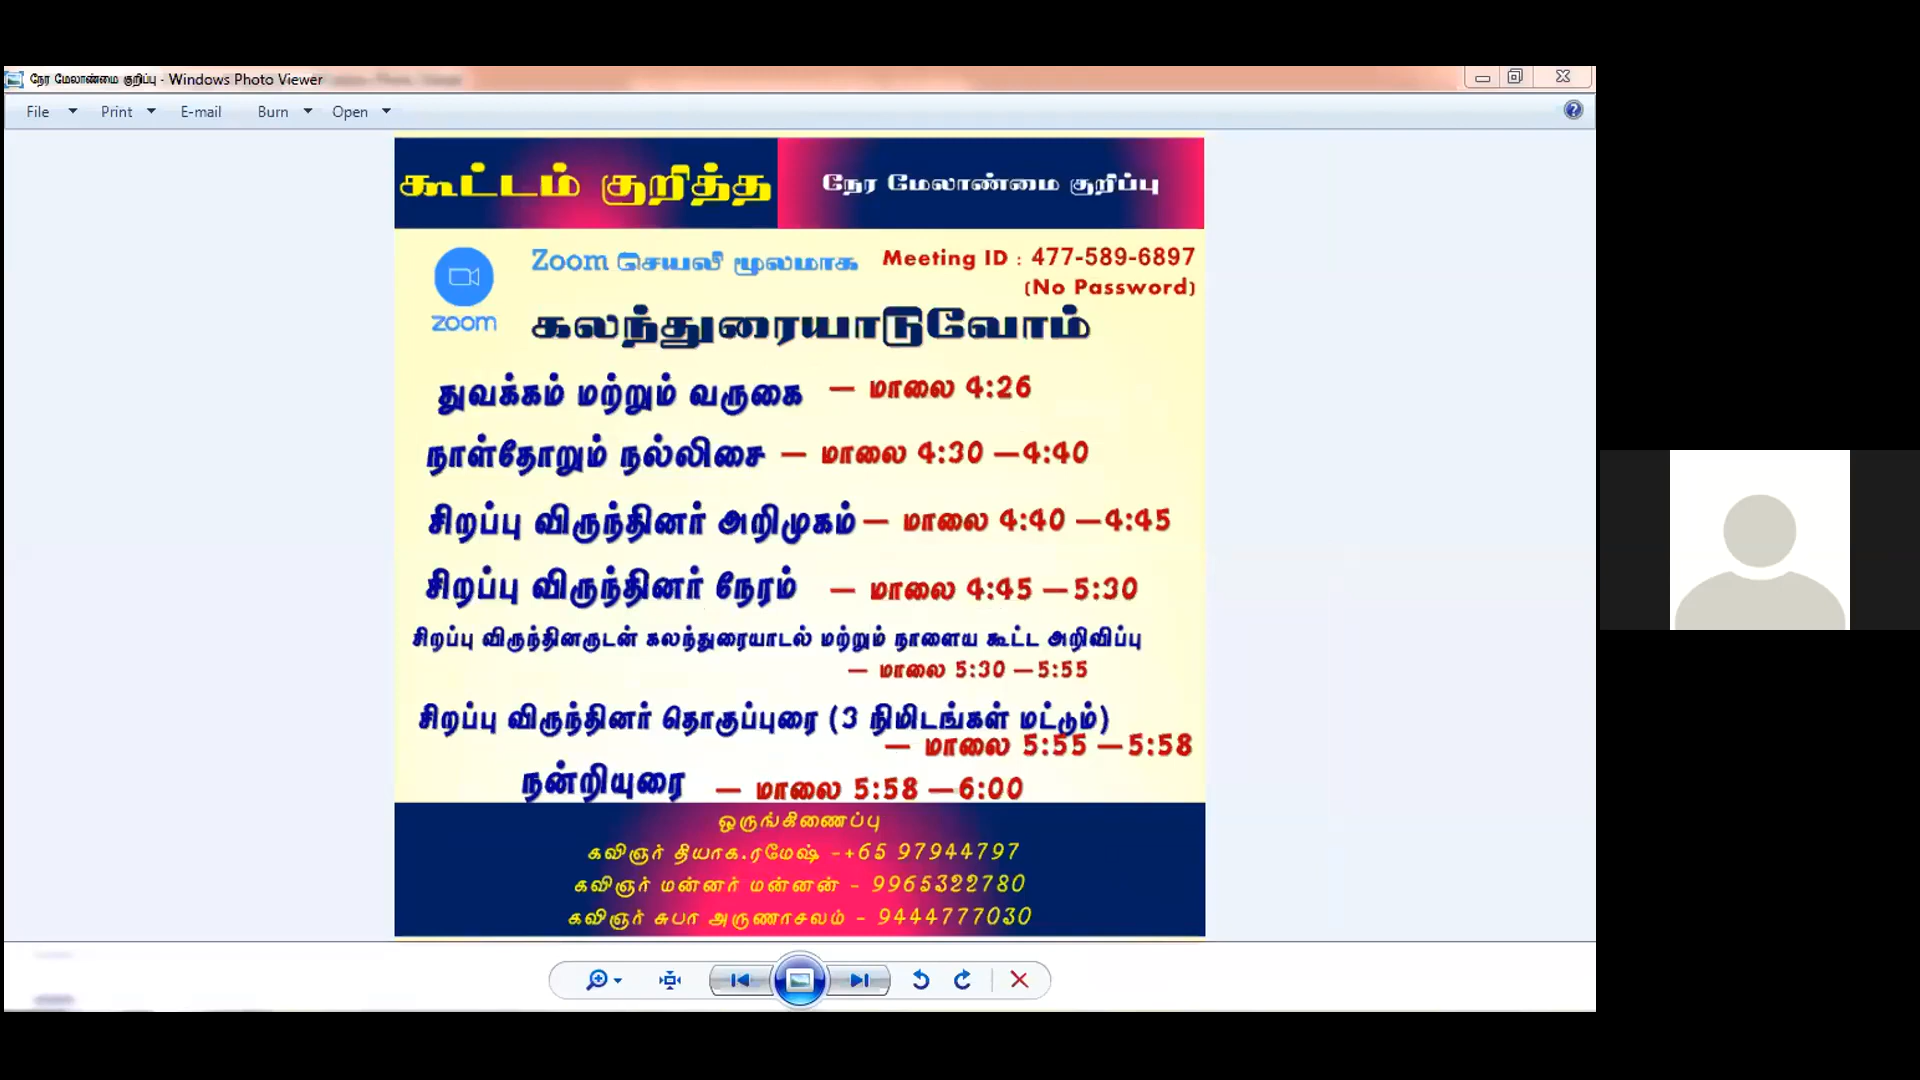 நேர மேலாண்மை குறிப்பு - Windows Photo Viewer
File Print E-mail Burn Open
கூட்டம் குறித்த
நேர மேலாண்மை குறிப்பு
Zoom செயலி மூலமாக
Meeting ID : 477-589-6897
(No Password)
zoom
கலந்துரையாடுவோம்
துவக்கம் மற்றும் வருகை — மாலை 4:26
நாள்தோறும் நல்லிசை — மாலை 4:30 —4:40
சிறப்பு விருந்தினர் அறிமுகம் — மாலை 4:40 —4:45
சிறப்பு விருந்தினர் நேரம் — மாலை 4:45 —5:30
சிறப்பு விருந்தினருடன் கலந்துரையாடல் மற்றும் நாளைய கூட்ட அறிவிப்பு
— மாலை 5:30 —5:55
சிறப்பு விருந்தினர் தொகுப்புரை (3 நிமிடங்கள் மட்டும்)
— மாலை 5:55 —5:58
நன்றியுரை — மாலை 5:58 —6:00
ஒருங்கிணைப்பு
கவிஞர் தியாக.ரமேஷ் -+65 97944797
கவிஞர் மன்னர் மன்னன் - 9965322780
கவிஞர் சுபா அருணாசலம் - 9444777030